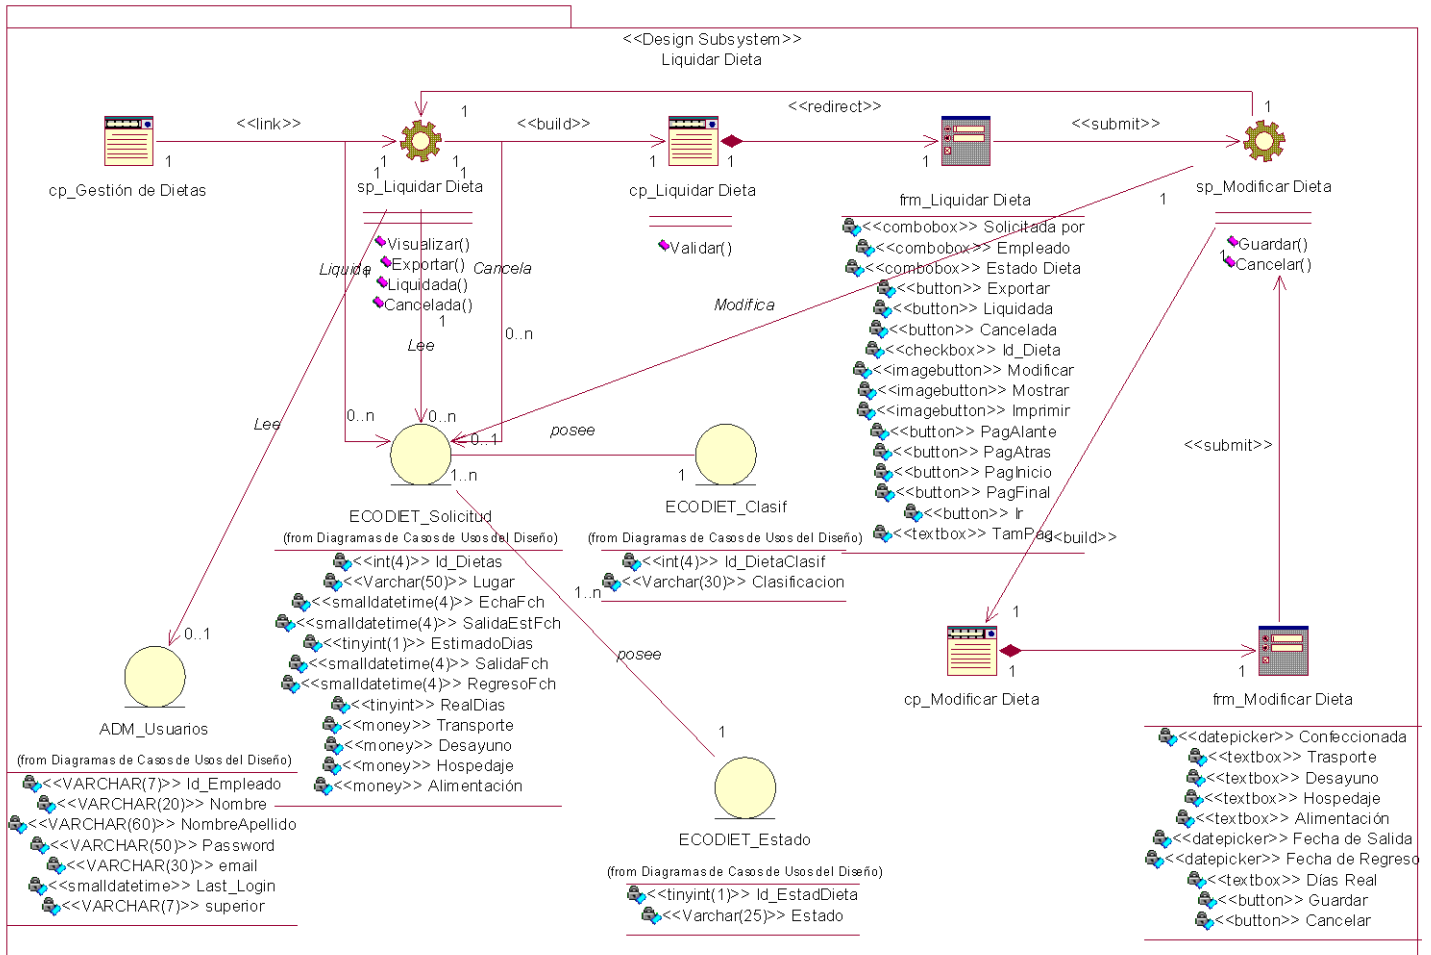 <<Design Subsystem>>
Liquidar Dieta
<<link>>
<<build>>
<<redirect>>
<<submit>>
1
1
1
1
1
1
1
1
1
1
1
cp_Gestión de Dietas
sp_Liquidar Dieta
cp_Liquidar Dieta
frm_Liquidar Dieta
sp_Modificar Dieta
Visualizar()
Exportar()
Liquidada()
Cancelada()
Validar()
Guardar()
Cancelar()
1
1
1
Liquida
Cancela
Modifica
Lee
Lee
0..n
0..n
0..n
0..1
<<combobox>> Solicitada por
<<combobox>> Empleado
<<combobox>> Estado Dieta
<<button>> Exportar
<<button>> Liquidada
<<button>> Cancelada
<<checkbox>> Id_Dieta
<<imagebutton>> Modificar
<<imagebutton>> Mostrar
<<imagebutton>> Imprimir
<<button>> PagAlante
<<button>> PagAtras
<<button>> PagInicio
<<button>> PagFinal
<<button>> Ir
<<textbox>> TamPag
<<build>>
<<submit>>
posee
1..n
1
ECODIET_Solicitud
(from Diagramas de Casos de Usos del Diseño)
<<int(4)>> Id_Dietas
<<Varchar(50)>> Lugar
<<smalldatetime(4)>> EchaFch
<<smalldatetime(4)>> SalidaEstFch
<<tinyint(1)>> EstimadoDias
<<smalldatetime(4)>> SalidaFch
<<smalldatetime(4)>> RegresoFch
<<tinyint>> RealDias
<<money>> Transporte
<<money>> Desayuno
<<money>> Hospedaje
<<money>> Alimentación
ECODIET_Clasif
(from Diagramas de Casos de Usos del Diseño)
<<int(4)>> Id_DietaClasif
<<Varchar(30)>> Clasificacion
1..n
posee
1
0..1
ADM_Usuarios
(from Diagramas de Casos de Usos del Diseño)
<<VARCHAR(7)>> Id_Empleado
<<VARCHAR(20)>> Nombre
<<VARCHAR(60)>> NombreApellido
<<VARCHAR(50)>> Password
<<VARCHAR(30)>> email
<<smalldatetime>> Last_Login
<<VARCHAR(7)>> superior
ECODIET_Estado
(from Diagramas de Casos de Usos del Diseño)
<<tinyint(1)>> Id_EstadDieta
<<Varchar(25)>> Estado
1
1
1
cp_Modificar Dieta
frm_Modificar Dieta
<<datepicker>> Confeccionada
<<textbox>> Trasporte
<<textbox>> Desayuno
<<textbox>> Hospedaje
<<textbox>> Alimentación
<<datepicker>> Fecha de Salida
<<datepicker>> Fecha de Regreso
<<textbox>> Días Real
<<button>> Guardar
<<button>> Cancelar